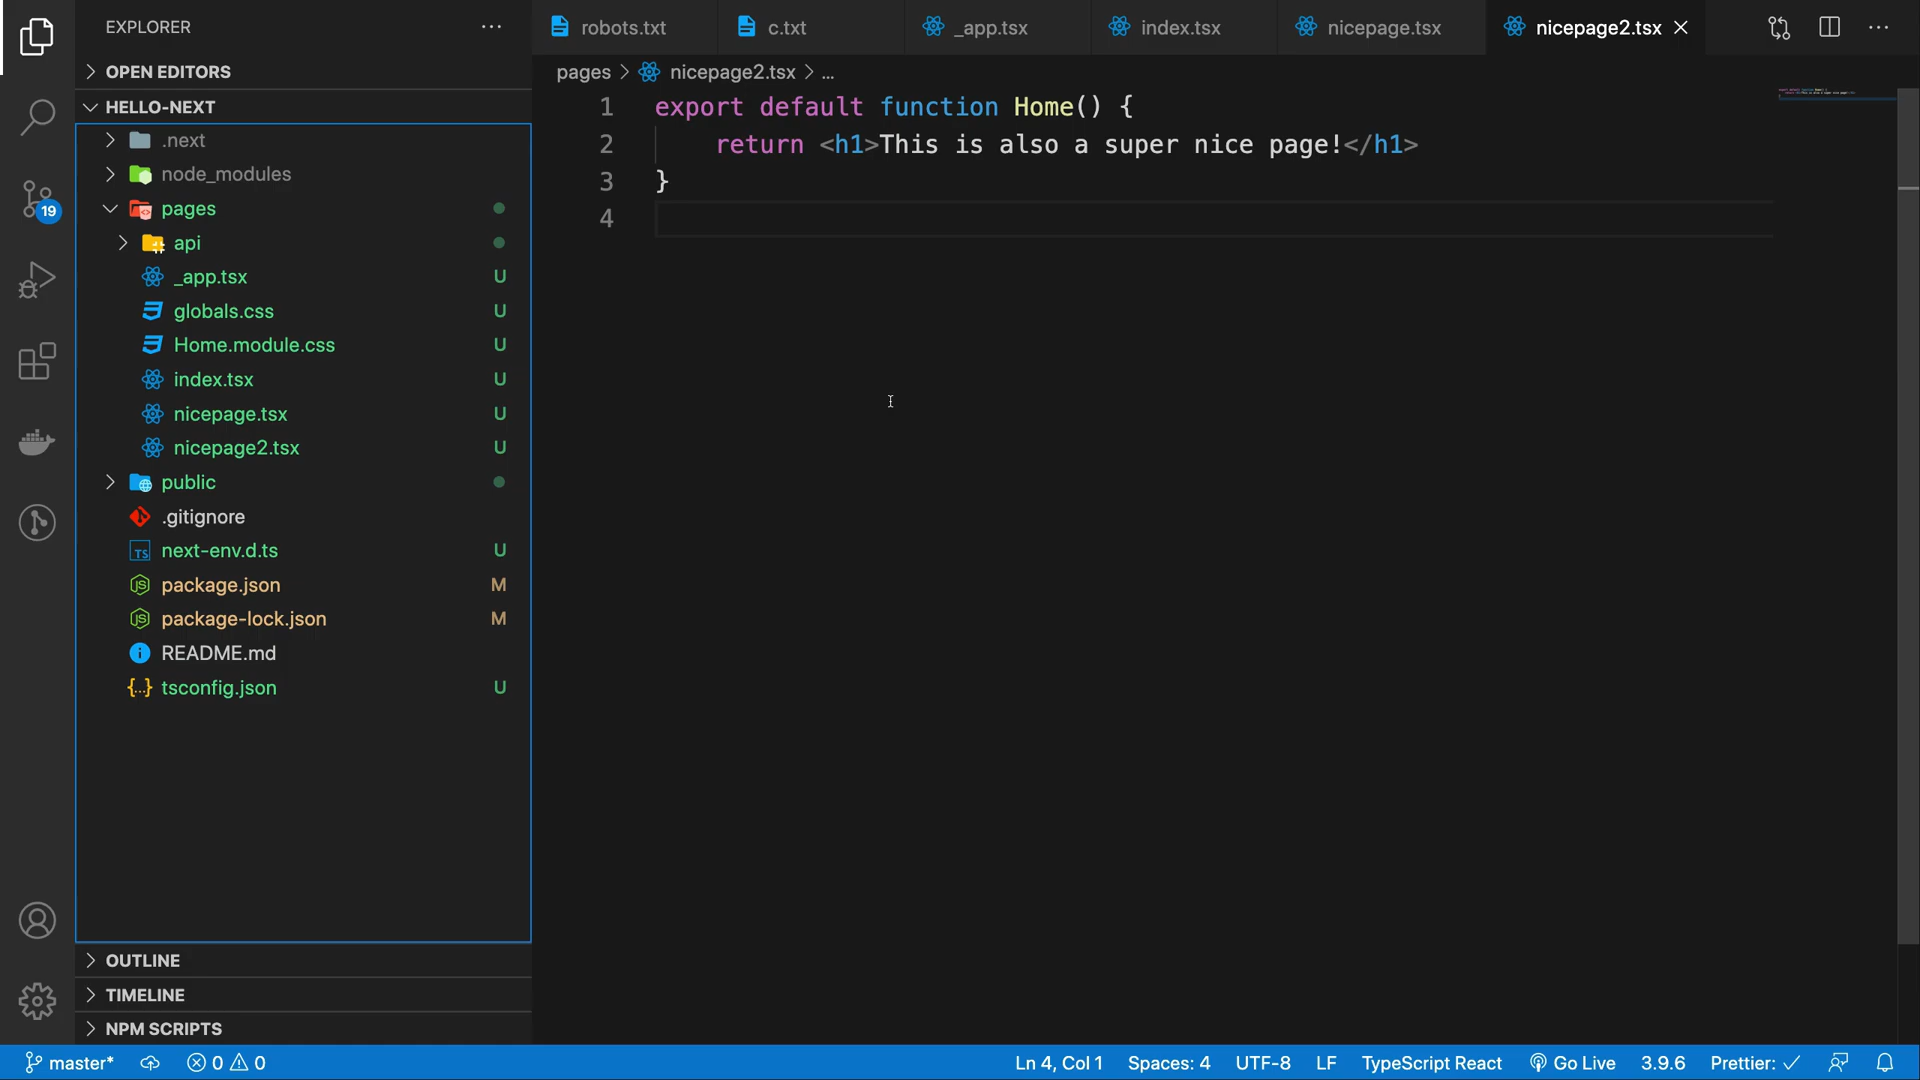 EXPLORER
OPEN EDITORS
HELLO-NEXT
.next
node_modules
pages
api
_app.tsx U
globals.css U
Home.module.css U
index.tsx U
nicepage.tsx U
nicepage2.tsx U
public
.gitignore
TS next-env.d.ts U
package.json M
package-lock.json M
README.md
tsconfig.json U
OUTLINE
TIMELINE
NPM SCRIPTS
19
robots.txt c.txt _app.tsx index.tsx nicepage.tsx nicepage2.tsx
pages > nicepage2.tsx > ...
1 export default function Home() {
2 return <h1>This is also a super nice page!</h1>
3 }
4
master* 0 0 Ln 4, Col 1 Spaces: 4 UTF-8 LF TypeScript React Go Live 3.9.6 Prettier: ✓